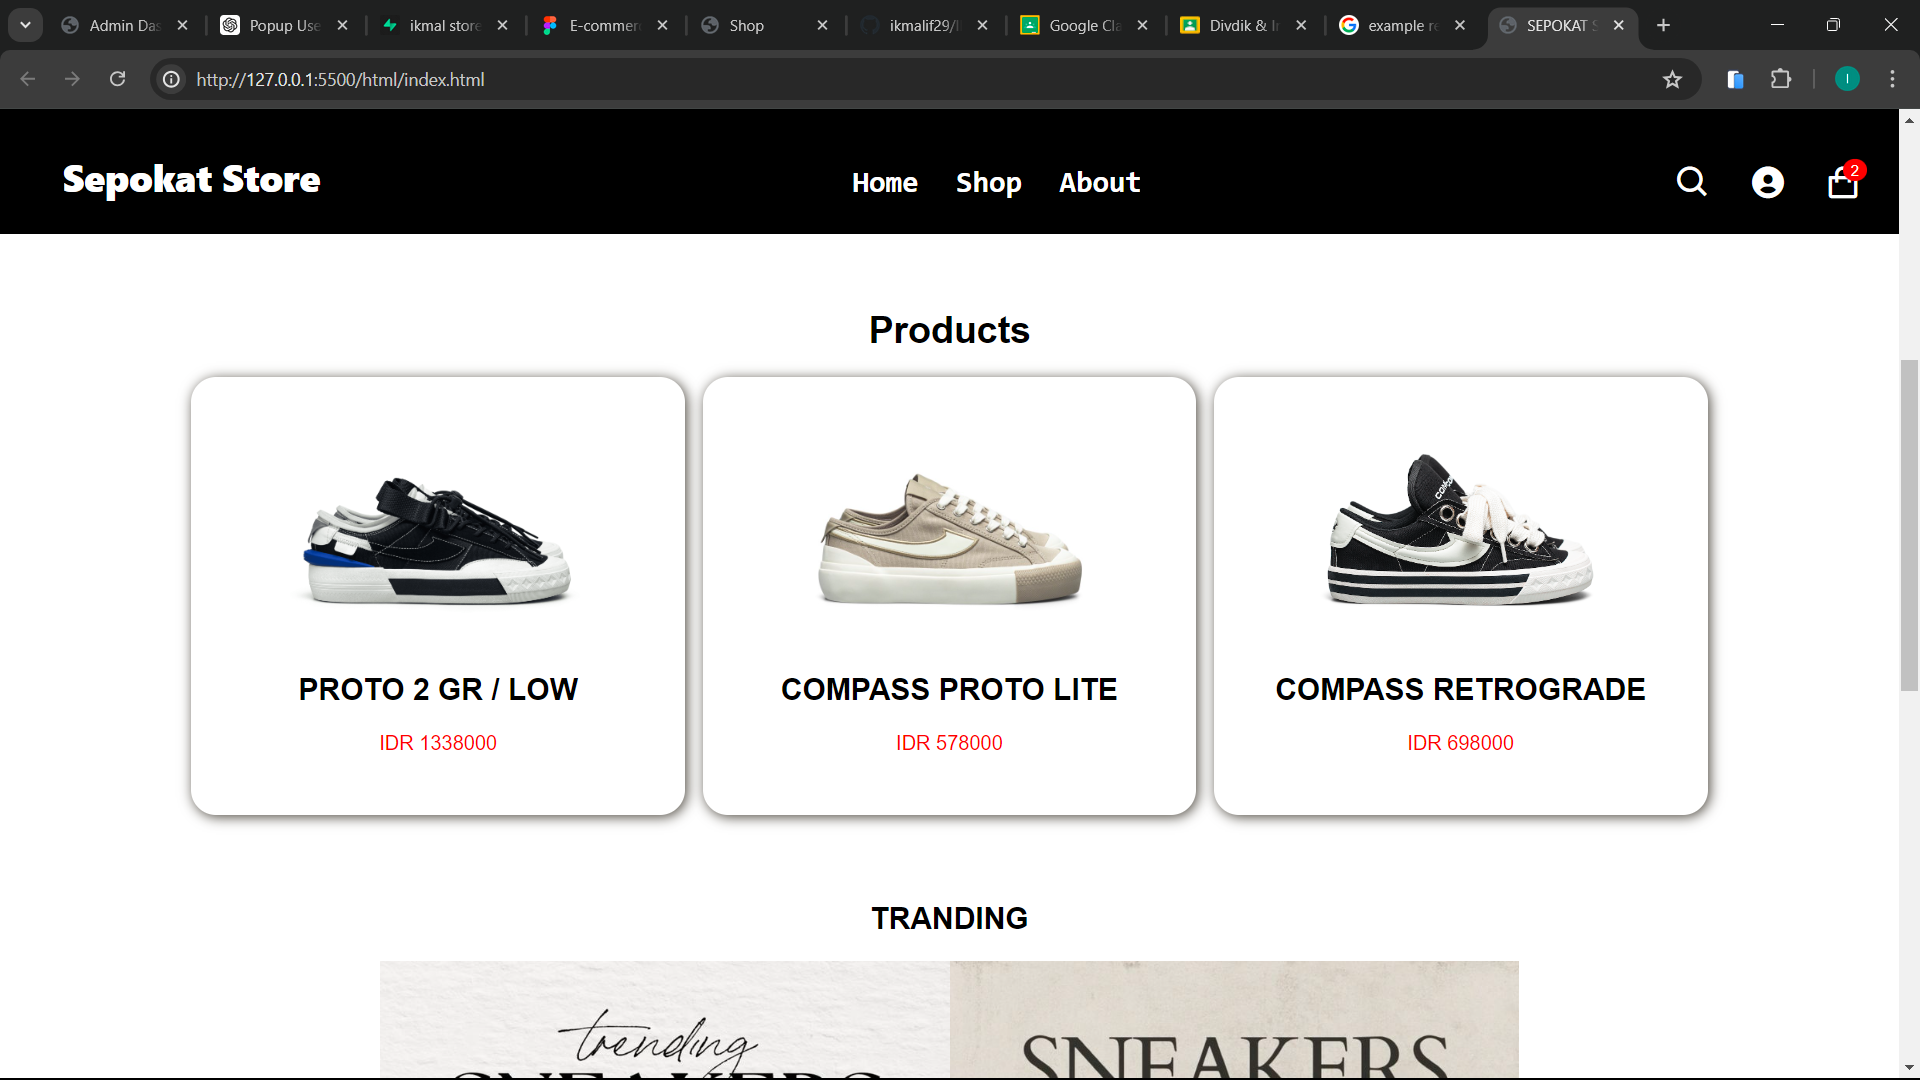 Admin Das
Popup Use
ikmal store
E-commer
Shop
ikmalif29/
Google Cla
Divdik & I
example re
SEPOKAT S
http://127.0.0.1:5500/html/index.html
I
Sepokat Store
Home
Shop
About
2
Products
PROTO 2 GR / LOW
COMPASS PROTO LITE
COMPASS RETROGRADE
IDR 1338000
IDR 578000
IDR 698000
TRANDING
trending
SNEAKERS
SNEAKERS